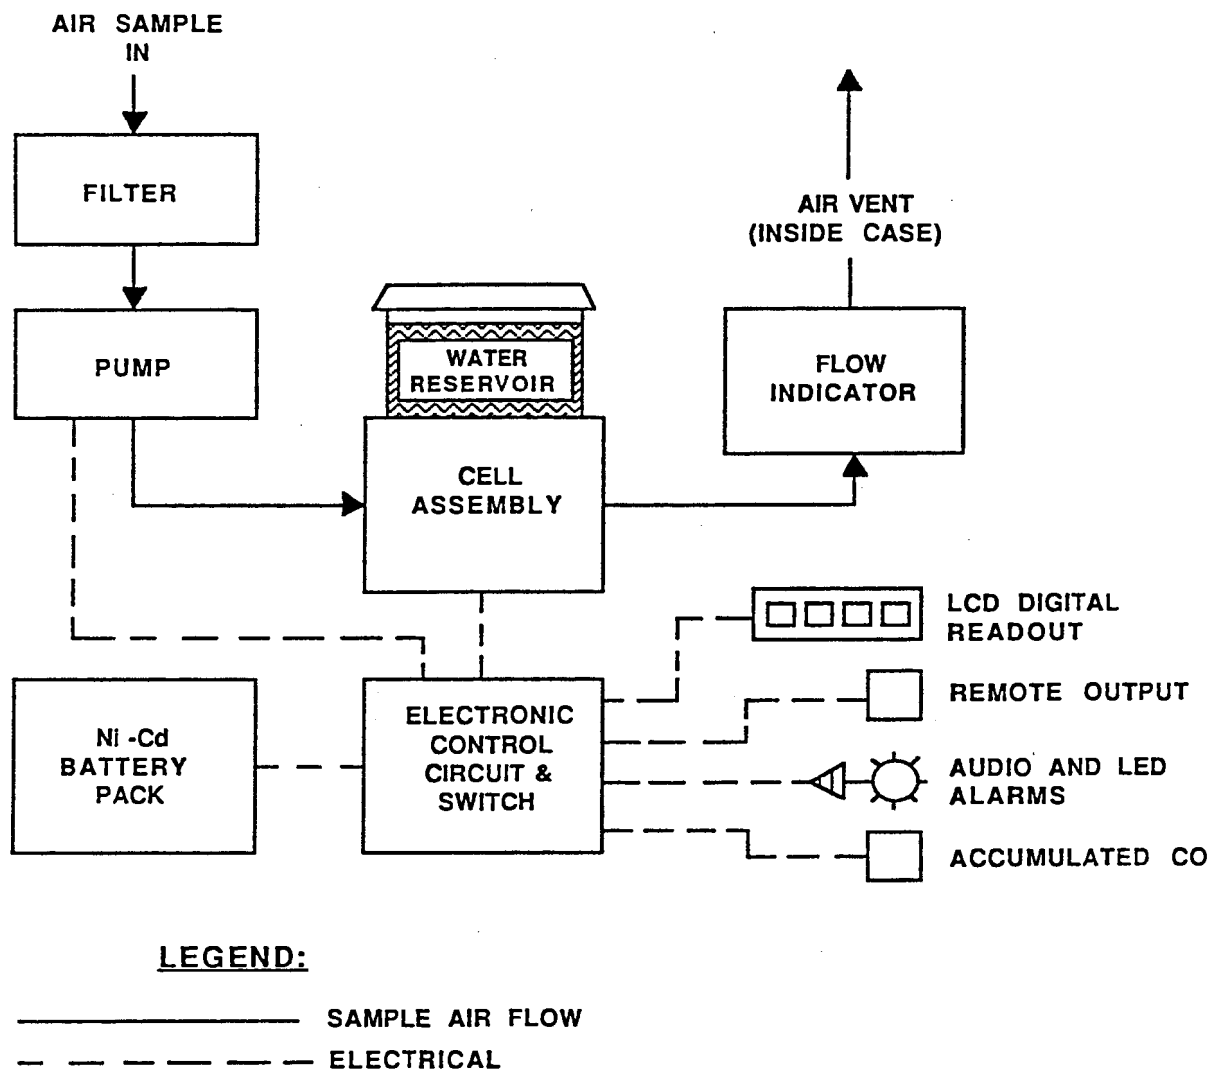 AIR SAMPLE
IN
FILTER
PUMP
WATER
RESERVOIR
CELL
ASSEMBLY
AIR VENT
(INSIDE CASE)
FLOW
INDICATOR
Ni -Cd
BATTERY
PACK
ELECTRONIC
CONTROL
CIRCUIT &
SWITCH
LCD DIGITAL
READOUT
REMOTE OUTPUT
AUDIO AND LED
ALARMS
ACCUMULATED CO
LEGEND:
SAMPLE AIR FLOW
ELECTRICAL